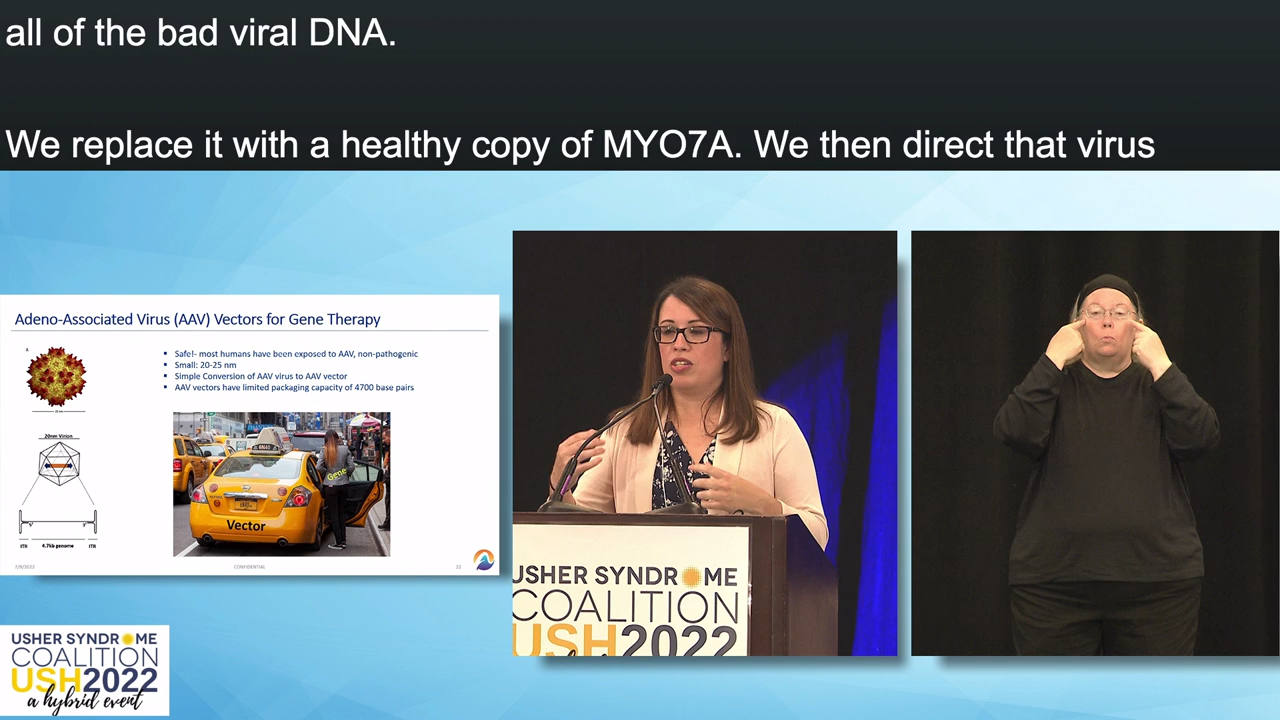 all of the bad viral DNA.
We replace it with a healthy copy of MYO7A. We then direct that virus
Adeno-Associated Virus (AAV) Vectors for Gene Therapy
A
Safe!- most humans have been exposed to AAV, non-pathogenic
Small: 20-25 nm
Simple Conversion of AAV virus to AAV vector
AAV vectors have limited packaging capacity of 4700 base pairs
20nm Virion
Gene
Vector
ITR
4.7kb genome
ITR
7/9/2022
CONFIDENTIAL
USHER SYNDROME
COALITION
USH2022
USHER SYNDROME
COALITION
USH2022
a hybrid event